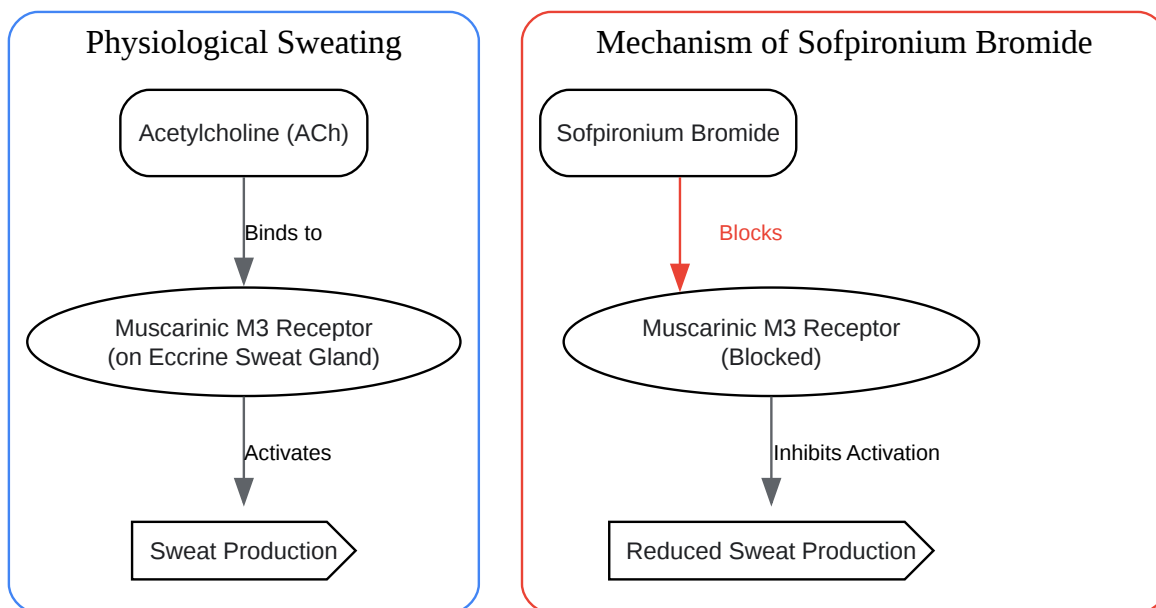 Physiological Sweating
Acetylcholine (ACh)
Binds to
Muscarinic M3 Receptor
(on Eccrine Sweat Gland)
Activates
Sweat Production
Mechanism of Sofpironium Bromide
Sofpironium Bromide
Blocks
Muscarinic M3 Receptor
(Blocked)
Inhibits Activation
Reduced Sweat Production